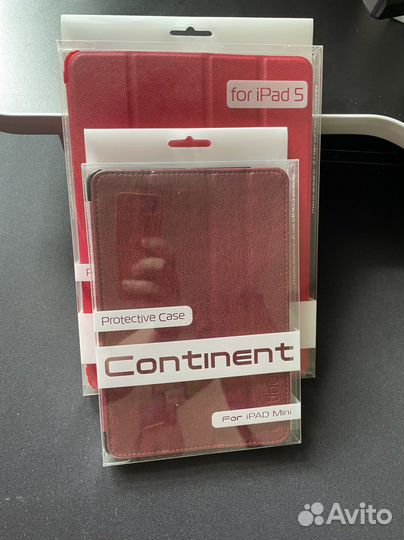 for iPad 5
Protective Case
Continent
For iPAD Mini
Avito